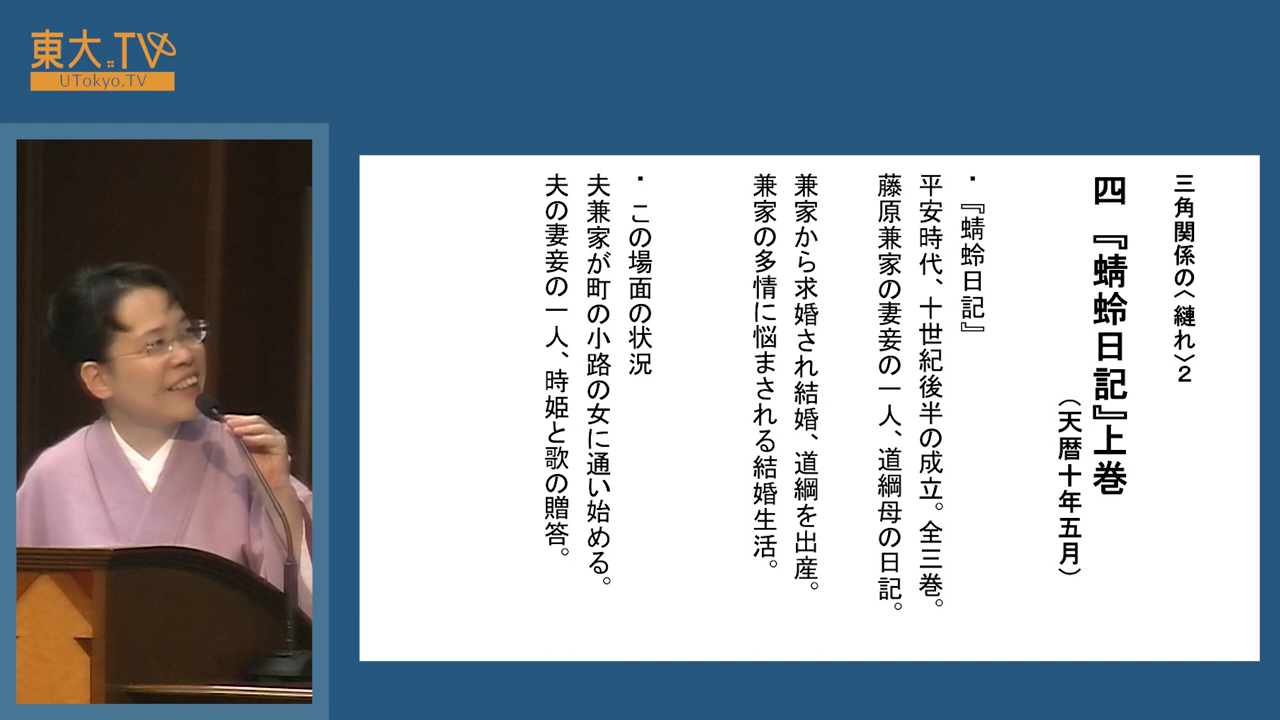 東大.TV
UTokyo.TV
三角関係の〈縺れ〉2
四 『蜻蛉日記』上巻
（天暦十年五月）
・『蜻蛉日記』
平安時代、十世紀後半の成立。全三巻。
藤原兼家の妻妾の一人、道綱母の日記。
兼家から求婚され結婚、道綱を出産。
兼家の多情に悩まされる結婚生活。
・この場面の状況
夫兼家が町の小路の女に通い始める。
夫の妻妾の一人、時姫と歌の贈答。